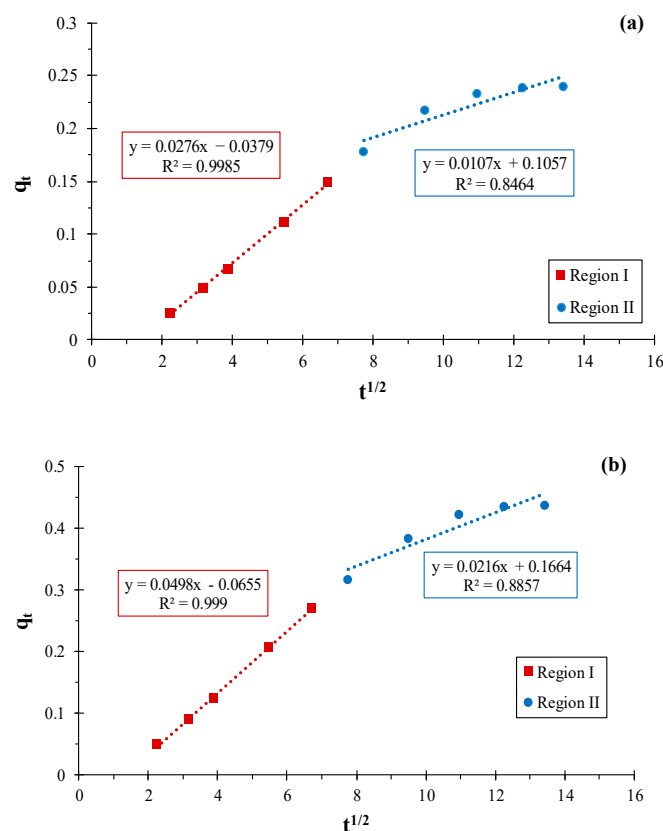 (a)
0.3
0.25
0.2
0.15
0.1
0.05
0
qt
y = 0.0276x − 0.0379
R² = 0.9985
y = 0.0107x + 0.1057
R² = 0.8464
Region I
Region II
0 2 4 6 8 10 12 14 16
t1/2
(b)
0.5
0.4
0.3
0.2
0.1
0
qt
y = 0.0498x - 0.0655
R² = 0.999
y = 0.0216x + 0.1664
R² = 0.8857
Region I
Region II
0 2 4 6 8 10 12 14 16
t1/2